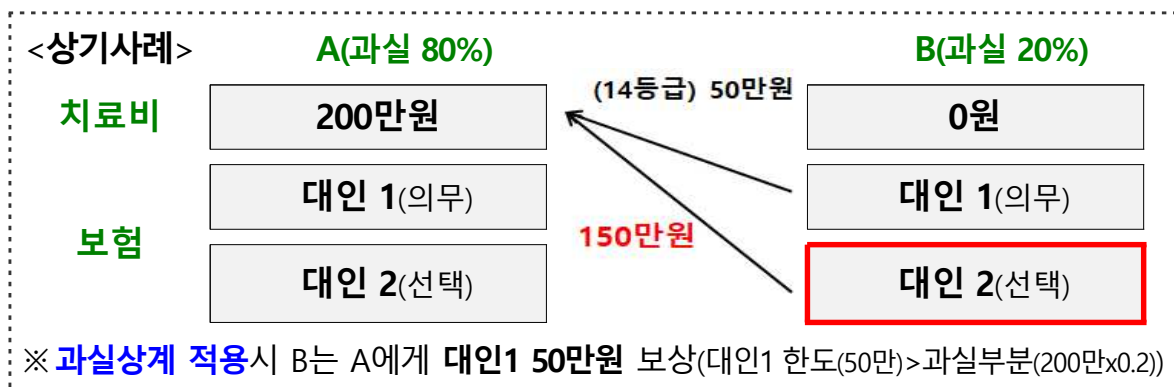 <상기사례> A(과실 80%) B(과실 20%)
(14등급) 50만원
치료비 200만원 0원
대인 1(의무) 대인 1(의무)
보험 150만원
대인 2(선택) 대인 2(선택)
※ 과실상계 적용시 B는 A에게 대인1 50만원 보상(대인1 한도(50만)>과실부분(200만x0.2))